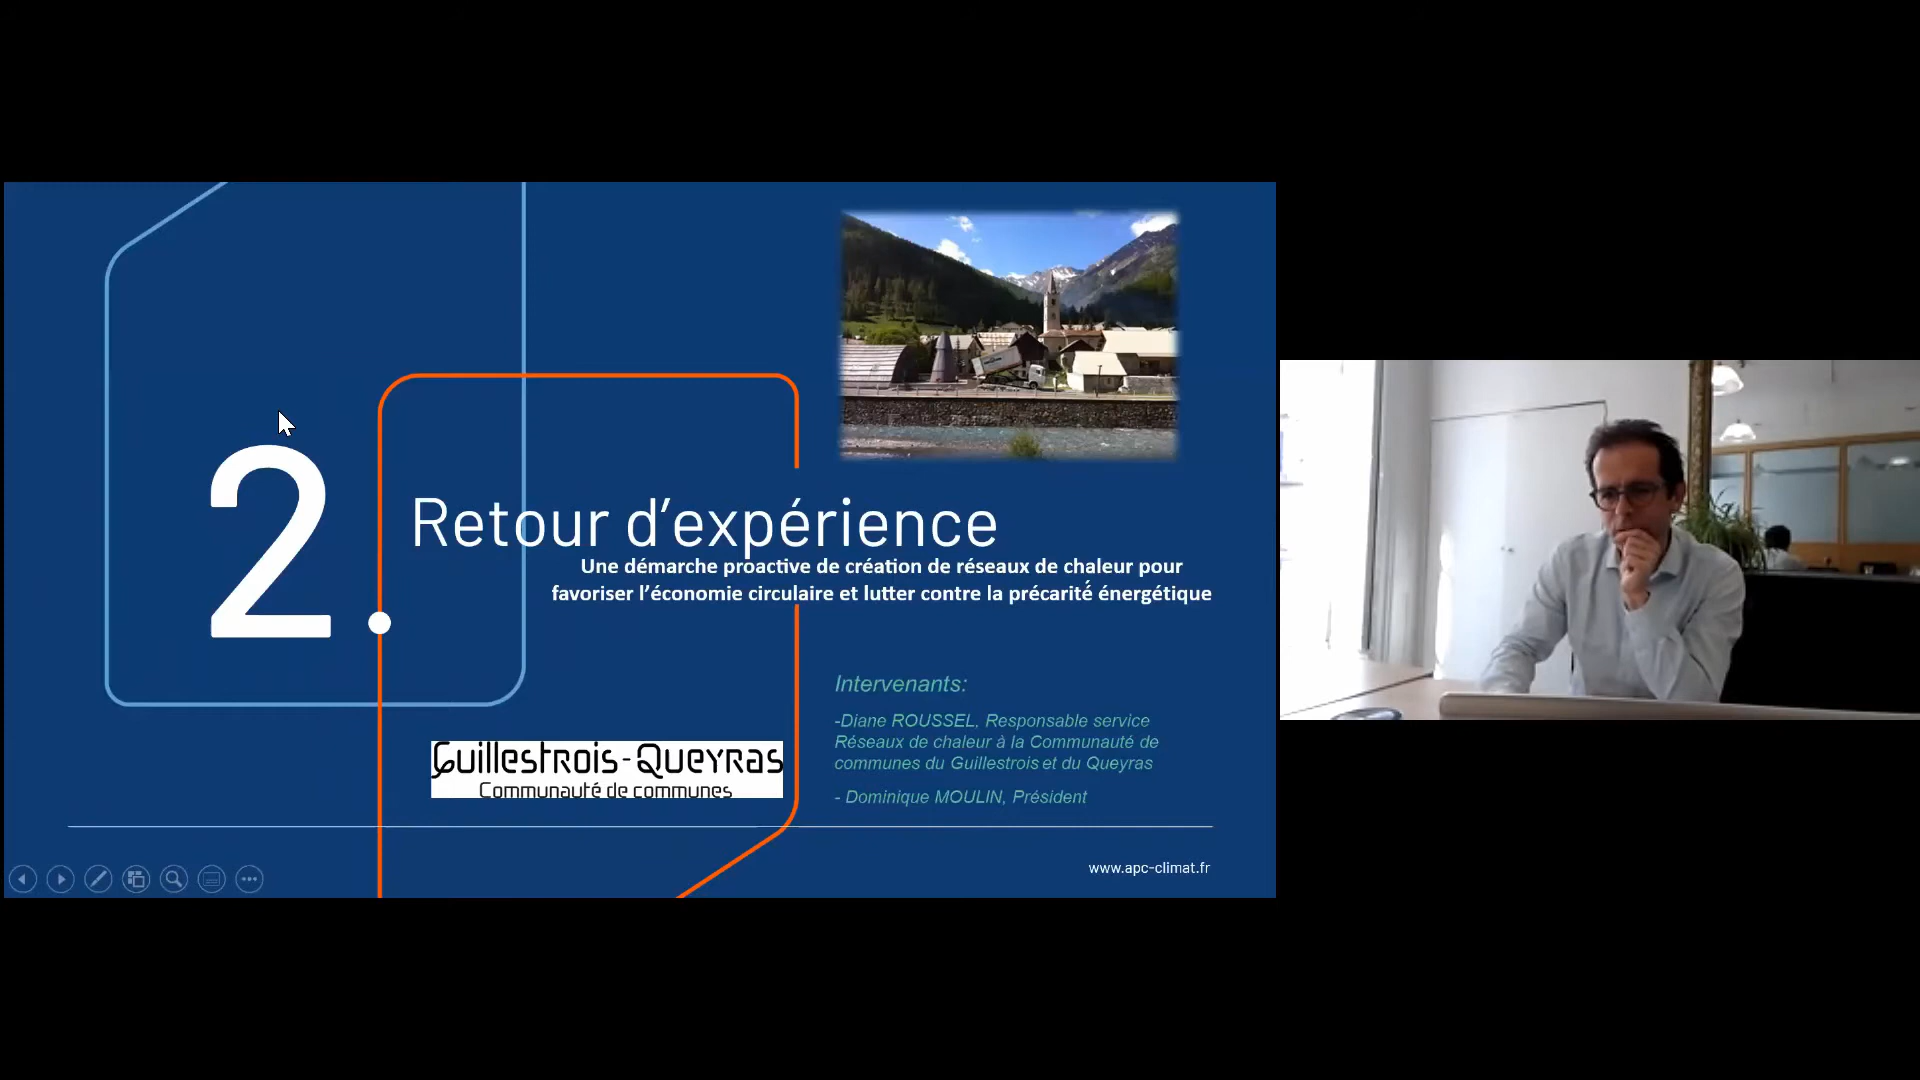 2.
Retour d’expérience
Une démarche proactive de création de réseaux de chaleur pour
favoriser l’économie circulaire et lutter contre la précarité énergétique
Intervenants:
-Diane ROUSSEL, Responsable service
Réseaux de chaleur à la Communauté de
communes du Guillestrois et du Queyras
- Dominique MOULIN, Président
Guillestrois-Queyras
Communauté de communes
www.apc-climat.fr